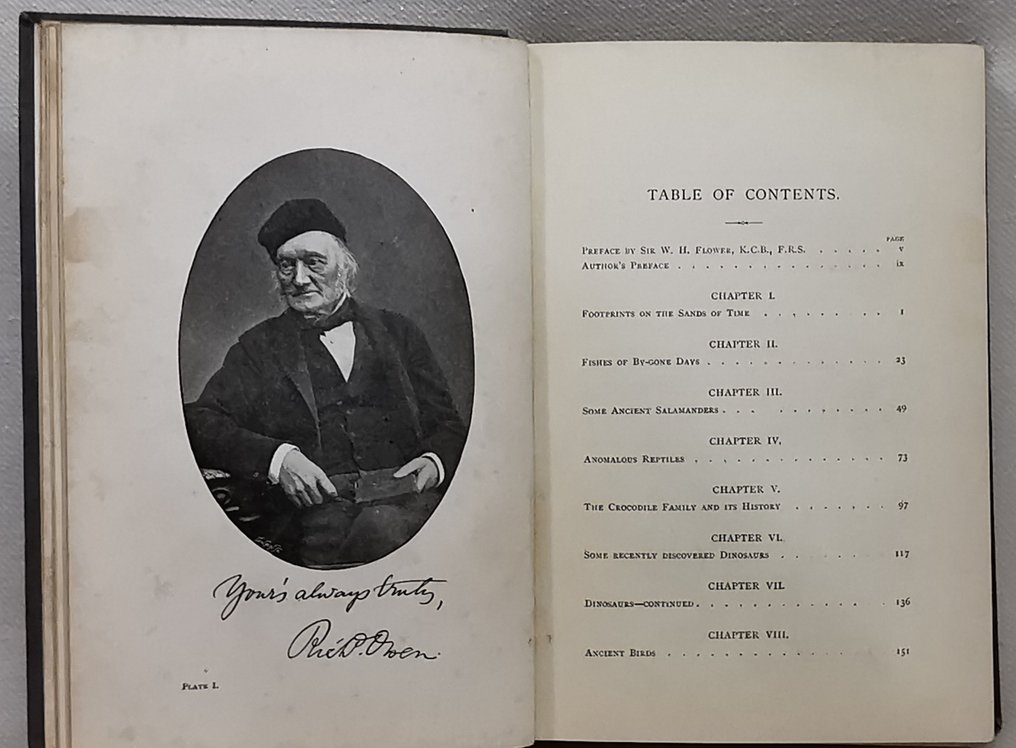 Your's always truly,
Richd. Owen.
PLATE I.
TABLE OF CONTENTS.
PAGE
PREFACE BY SIR W. H. FLOWER, K.C.B., F.R.S. . . . . . v
AUTHOR'S PREFACE . . . . . . . . . . . . . ix
CHAPTER I.
FOOTPRINTS ON THE SANDS OF TIME . . . . . . . 1
CHAPTER II.
FISHES OF BY-GONE DAYS . . . . . . . . . . . 23
CHAPTER III.
SOME ANCIENT SALAMANDERS . . . . . . . . . . 49
CHAPTER IV.
ANOMALOUS REPTILES . . . . . . . . . . . . 73
CHAPTER V.
THE CROCODILE FAMILY AND ITS HISTORY . . . . . . 97
CHAPTER VI.
SOME RECENTLY DISCOVERED DINOSAURS . . . . . . 117
CHAPTER VII.
DINOSAURS—CONTINUED . . . . . . . . . . . 136
CHAPTER VIII.
ANCIENT BIRDS . . . . . . . . . . . . . 151